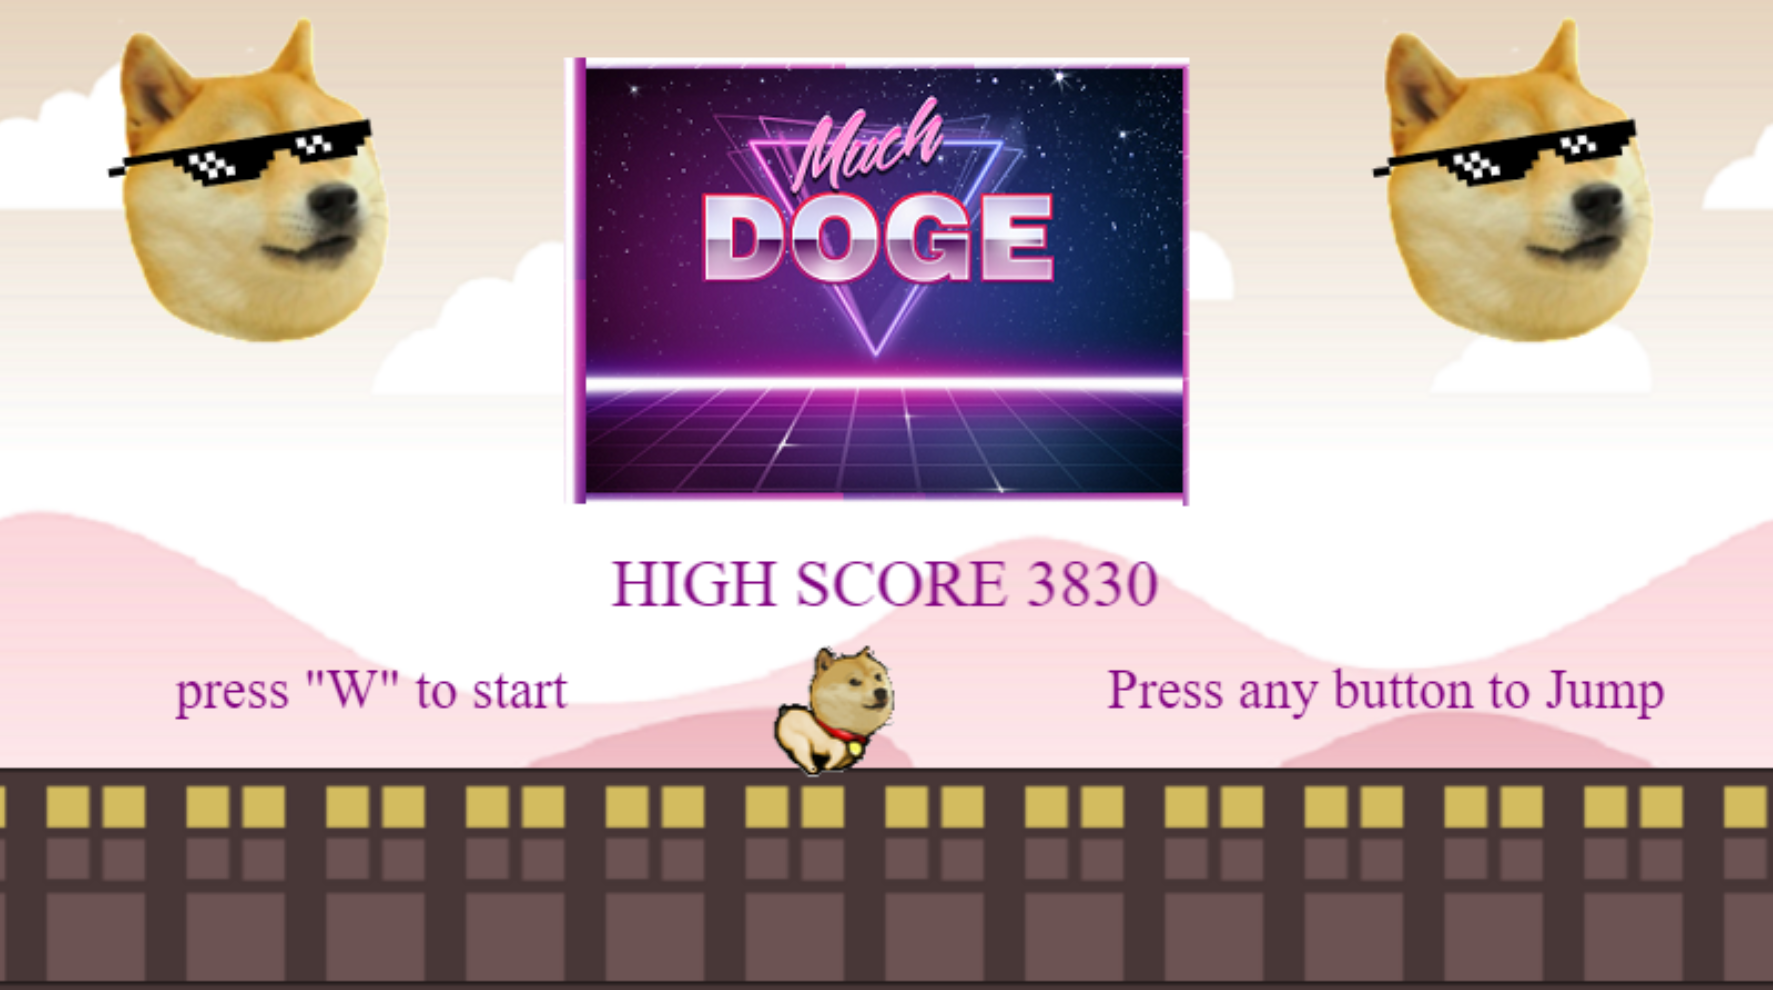 Much
DOGE
HIGH SCORE 3830
press "W" to start
Press any button to Jump